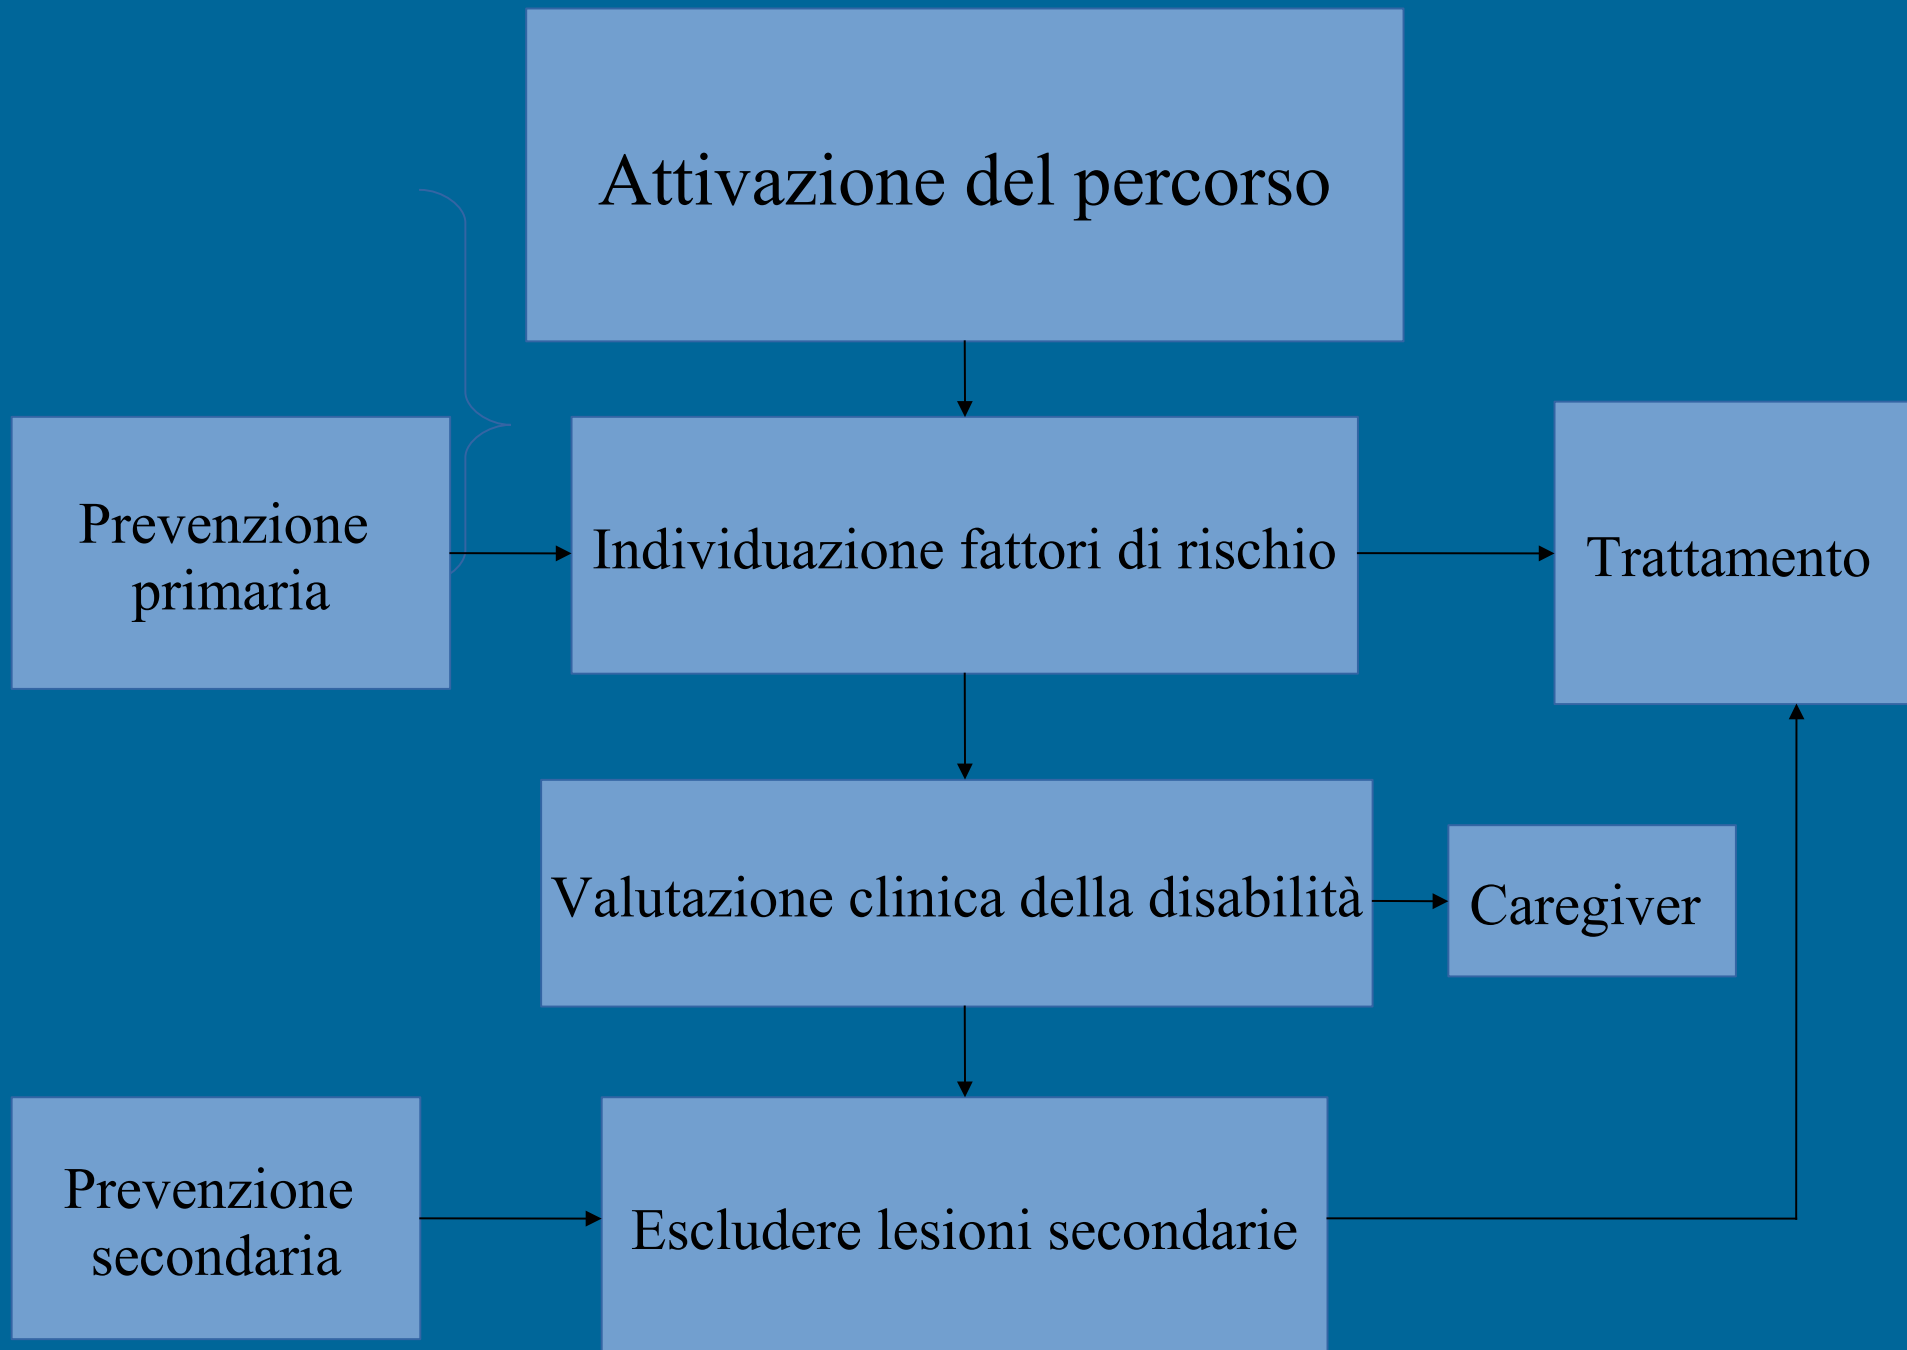 Attivazione del percorso
Prevenzione
primaria
Individuazione fattori di rischio
Trattamento
Valutazione clinica della disabilità
Caregiver
Prevenzione
secondaria
Escludere lesioni secondarie